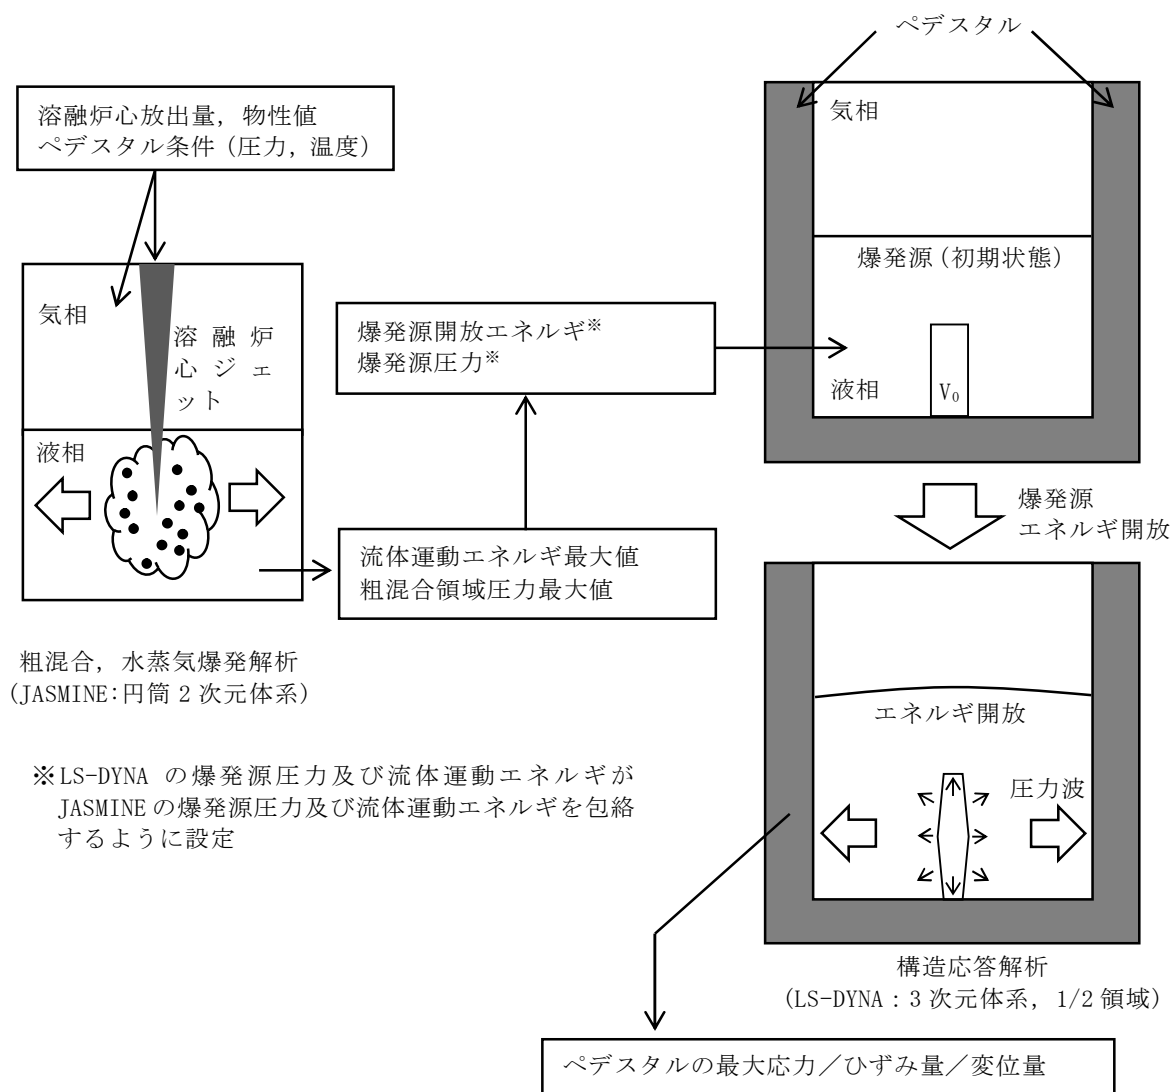 ペデスタル
溶融炉心放出量, 物性値
ペデスタル条件(圧力, 温度)
気相
溶融炉
心ジェ
ット
液相
粗混合, 水蒸気爆発解析
(JASMINE:円筒2次元体系)
爆発源開放エネルギ※
爆発源圧力※
流体運動エネルギ最大値
粗混合領域圧力最大値
※LS-DYNA の爆発源圧力及び流体運動エネルギが
JASMINEの爆発源圧力及び流体運動エネルギを包絡
するように設定
気相
爆発源(初期状態)
液相
V₀
爆発源
エネルギ開放
エネルギ開放
圧力波
構造応答解析
(LS-DYNA:3次元体系, 1/2領域)
ペデスタルの最大応力/ひずみ量/変位量